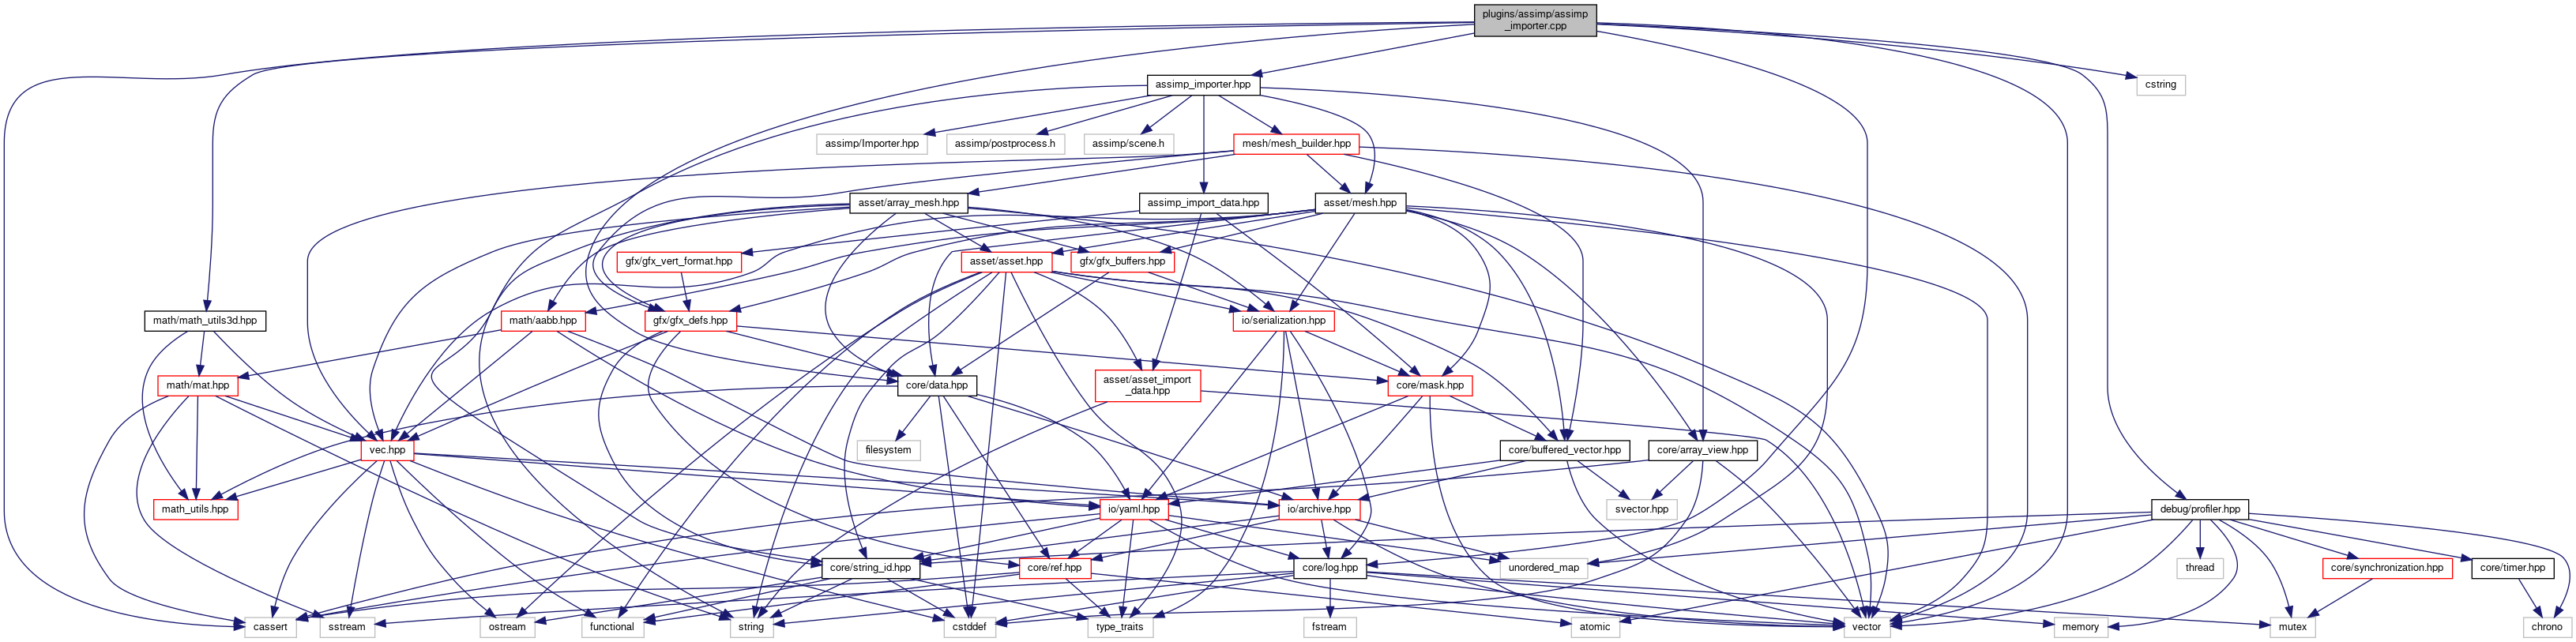 plugins/assimp/assimp
_importer.cpp
assimp_importer.hpp
cstring
assimp/Importer.hpp
assimp/postprocess.h
assimp/scene.h
mesh/mesh_builder.hpp
asset/array_mesh.hpp
assimp_import_data.hpp
asset/mesh.hpp
gfx/gfx_vert_format.hpp
asset/asset.hpp
gfx/gfx_buffers.hpp
math/math_utils3d.hpp
math/aabb.hpp
gfx/gfx_defs.hpp
io/serialization.hpp
math/mat.hpp
core/data.hpp
asset/asset_import
_data.hpp
core/mask.hpp
vec.hpp
filesystem
core/buffered_vector.hpp
core/array_view.hpp
math_utils.hpp
io/yaml.hpp
io/archive.hpp
svector.hpp
debug/profiler.hpp
core/string_id.hpp
core/ref.hpp
core/log.hpp
unordered_map
thread
core/synchronization.hpp
core/timer.hpp
cassert
sstream
ostream
functional
string
cstddef
type_traits
fstream
atomic
vector
memory
mutex
chrono